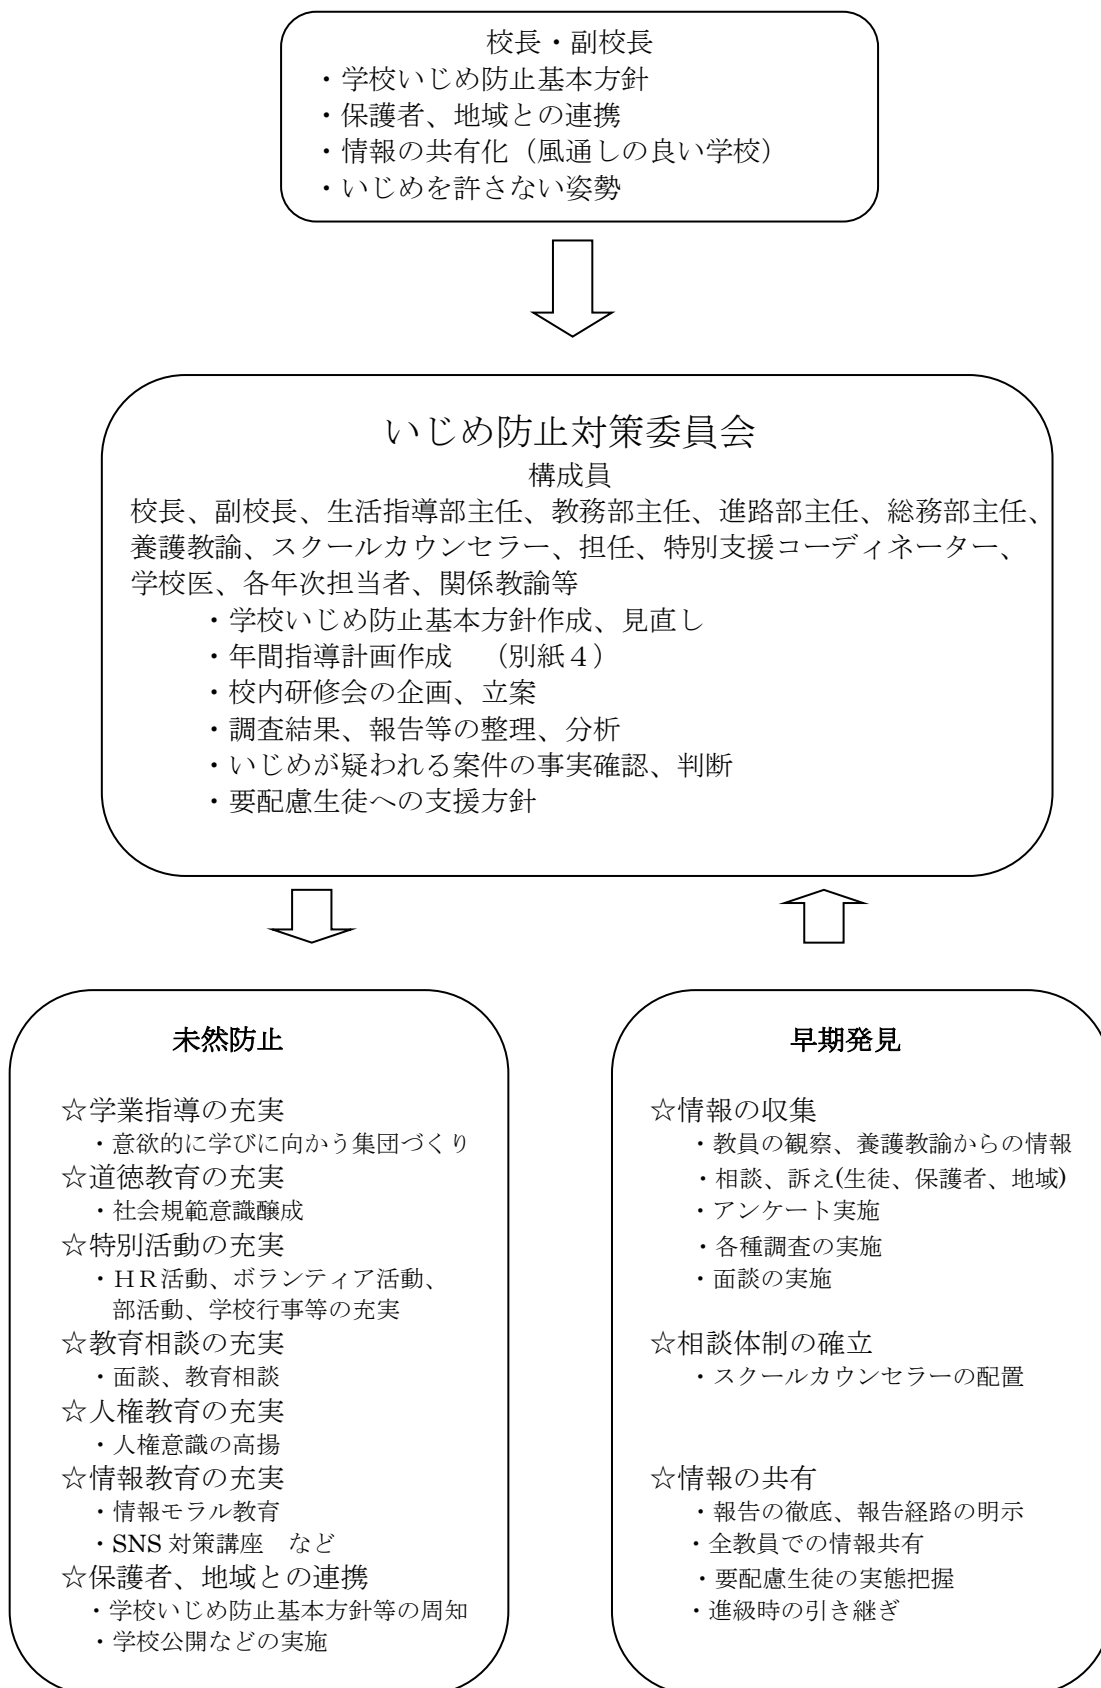 校長・副校長
・学校いじめ防止基本方針
・保護者、地域との連携
・情報の共有化（風通しの良い学校）
・いじめを許さない姿勢
いじめ防止対策委員会
構成員
校長、副校長、生活指導部主任、教務部主任、進路部主任、総務部主任、
養護教諭、スクールカウンセラー、担任、特別支援コーディネーター、
学校医、各年次担当者、関係教諭等
・学校いじめ防止基本方針作成、見直し
・年間指導計画作成　（別紙４）
・校内研修会の企画、立案
・調査結果、報告等の整理、分析
・いじめが疑われる案件の事実確認、判断
・要配慮生徒への支援方針
未然防止
☆学業指導の充実
・意欲的に学びに向かう集団づくり
☆道徳教育の充実
・社会規範意識醸成
☆特別活動の充実
・ＨＲ活動、ボランティア活動、
部活動、学校行事等の充実
☆教育相談の充実
・面談、教育相談
☆人権教育の充実
・人権意識の高揚
☆情報教育の充実
・情報モラル教育
・SNS 対策講座　など
☆保護者、地域との連携
・学校いじめ防止基本方針等の周知
・学校公開などの実施
早期発見
☆情報の収集
・教員の観察、養護教諭からの情報
・相談、訴え(生徒、保護者、地域)
・アンケート実施
・各種調査の実施
・面談の実施
☆相談体制の確立
・スクールカウンセラーの配置
☆情報の共有
・報告の徹底、報告経路の明示
・全教員での情報共有
・要配慮生徒の実態把握
・進級時の引き継ぎ